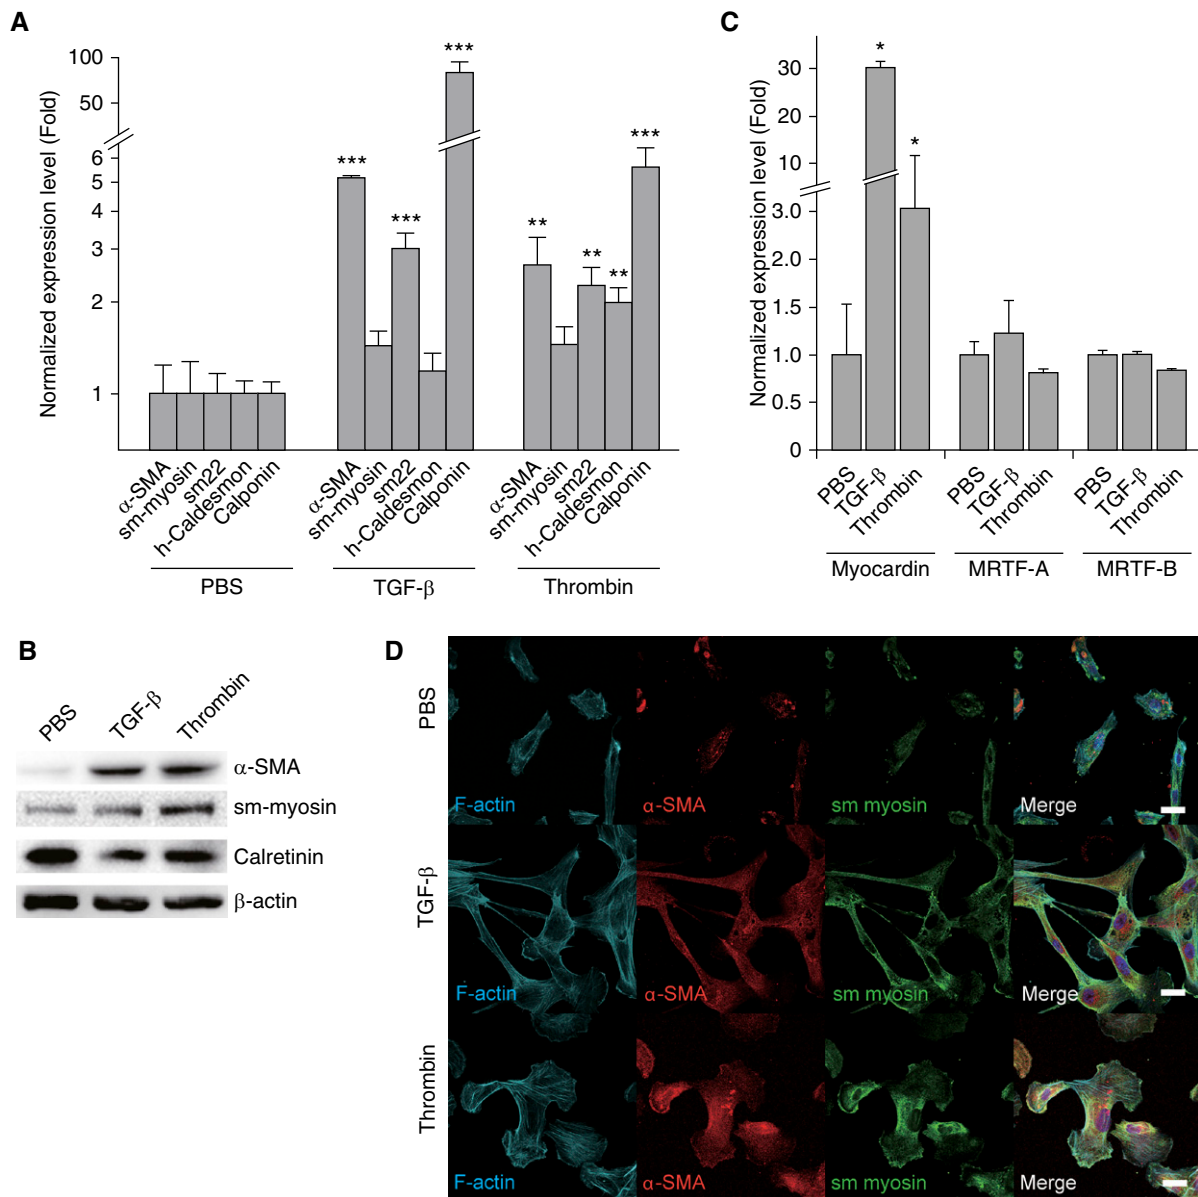 A
Normalized expression level (Fold)
100
50
6
5
4
3
2
1
***
***
***
**
**
**
***
α-SMA
sm-myosin
sm22
h-Caldesmon
Calponin
α-SMA
sm-myosin
sm22
h-Caldesmon
Calponin
α-SMA
sm-myosin
sm22
h-Caldesmon
Calponin
PBS
TGF-β
Thrombin
C
Normalized expression level (Fold)
30
20
10
3.0
2.0
1.5
1.0
0.5
0
*
*
PBS
TGF-β
Thrombin
PBS
TGF-β
Thrombin
PBS
TGF-β
Thrombin
Myocardin
MRTF-A
MRTF-B
B
PBS
TGF-β
Thrombin
α-SMA
sm-myosin
Calretinin
β-actin
D
PBS
F-actin
α-SMA
sm myosin
Merge
TGF-β
F-actin
α-SMA
sm myosin
Merge
Thrombin
F-actin
α-SMA
sm myosin
Merge